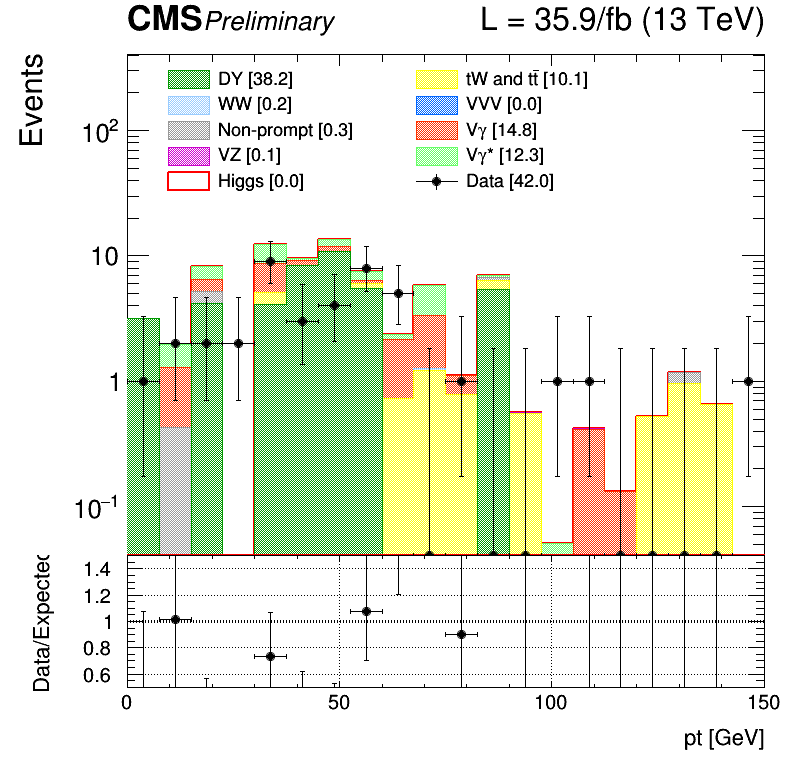 CMS Preliminary L = 35.9/fb (13 TeV)
Events
DY [38.2] tW and tt̄ [10.1]
WW [0.2] VVV [0.0]
Non-prompt [0.3] Vγ [14.8]
VZ [0.1] Vγ* [12.3]
Higgs [0.0] Data [42.0]
10²
10
1
10⁻¹
Data/Expected
1.4
1.2
1
0.8
0.6
0 50 100 150
pt [GeV]